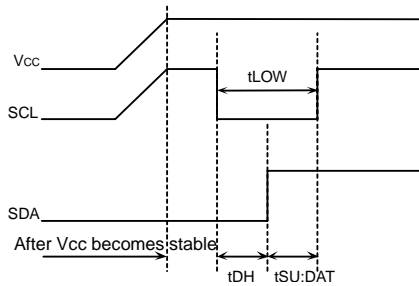 VCC
tLOW
SCL
SDA
After Vcc becomes stable
tDH
tSU;DAT